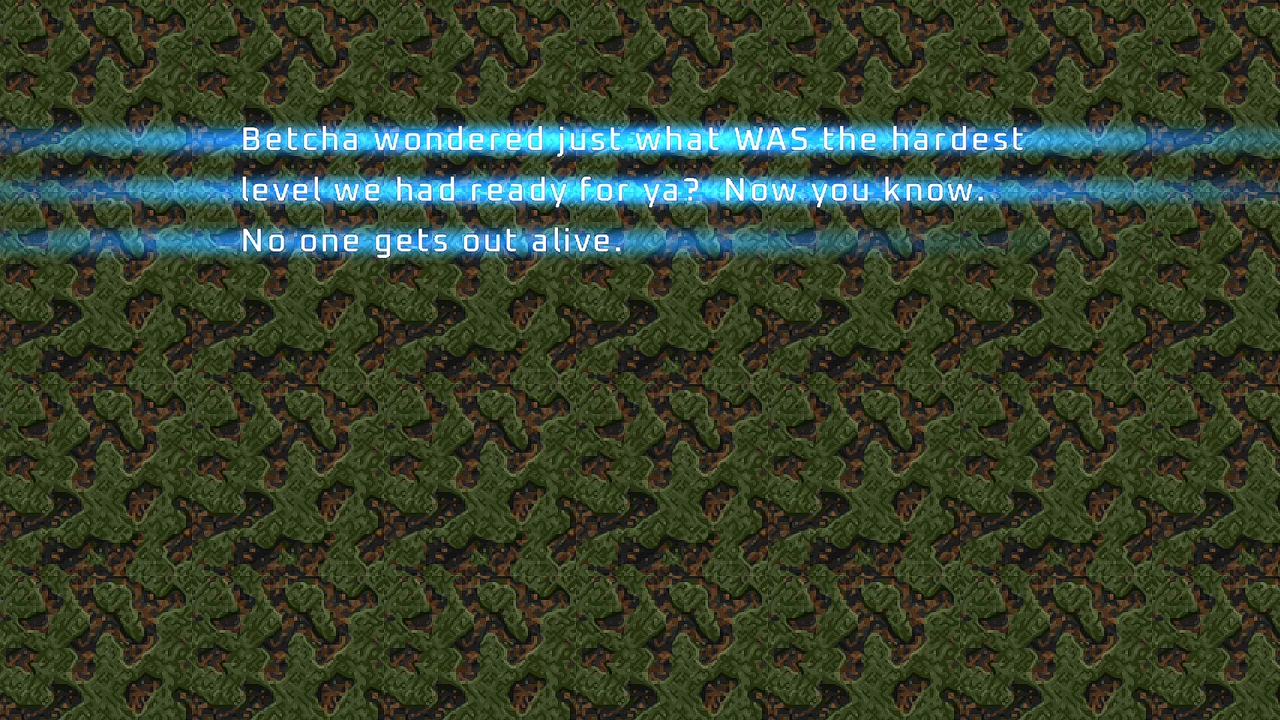 Betcha wondered just what WAS the hardest
level we had ready for ya?  Now you know.
No one gets out alive.